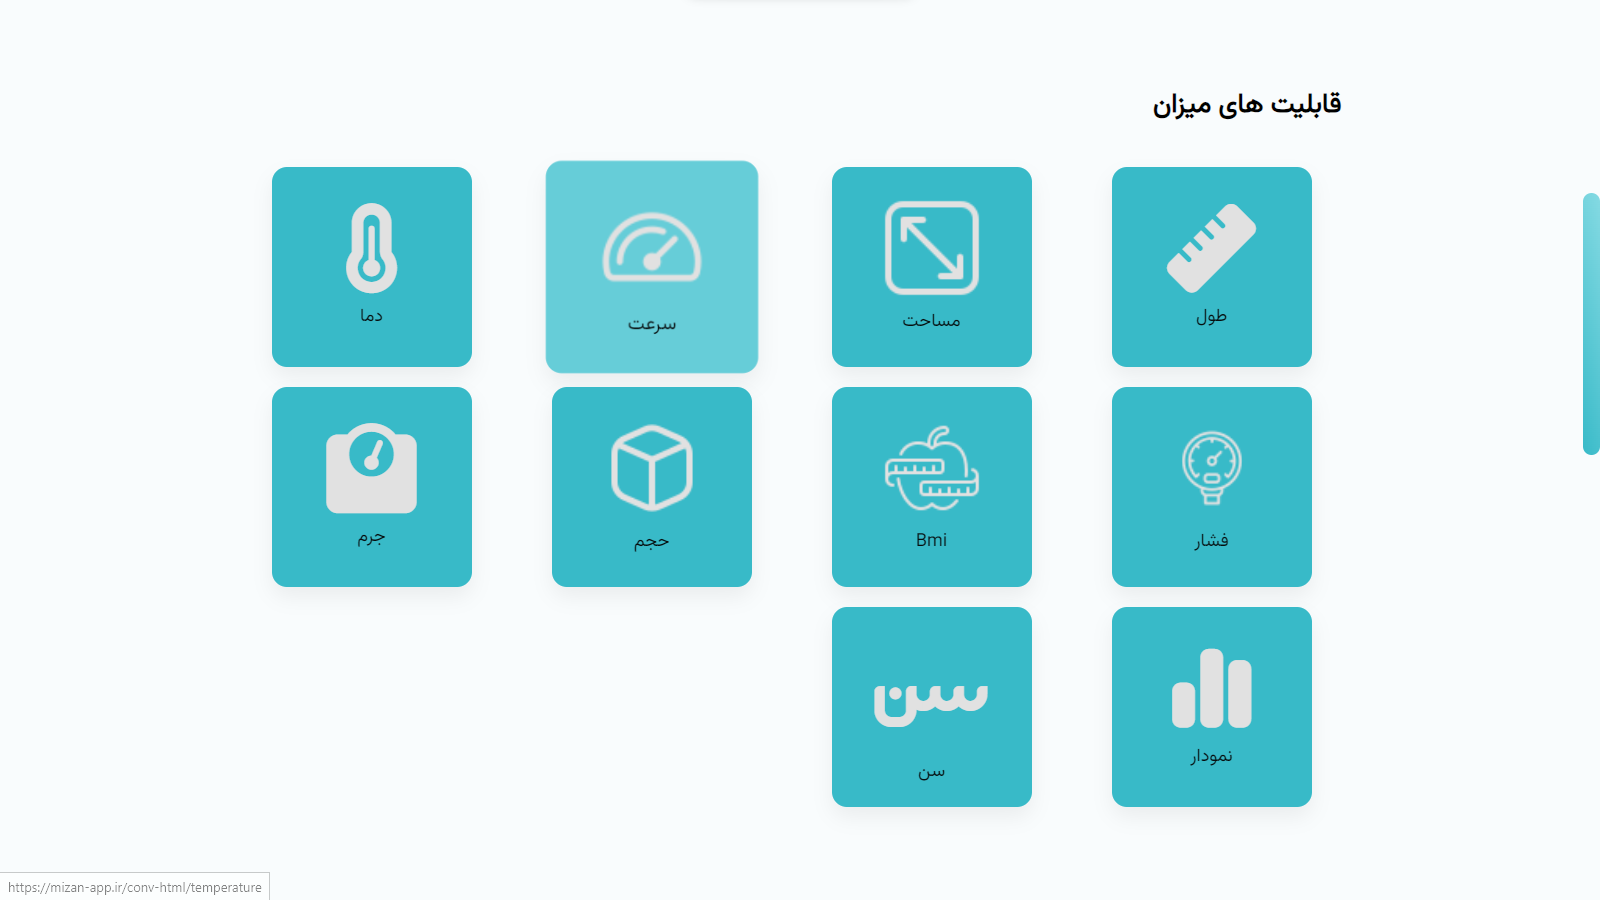 قابلیت های میزان
طول
مساحت
سرعت
دما
فشار
Bmi
حجم
جرم
نمودار
سن
سن
https://mizan-app.ir/conv-html/temperature